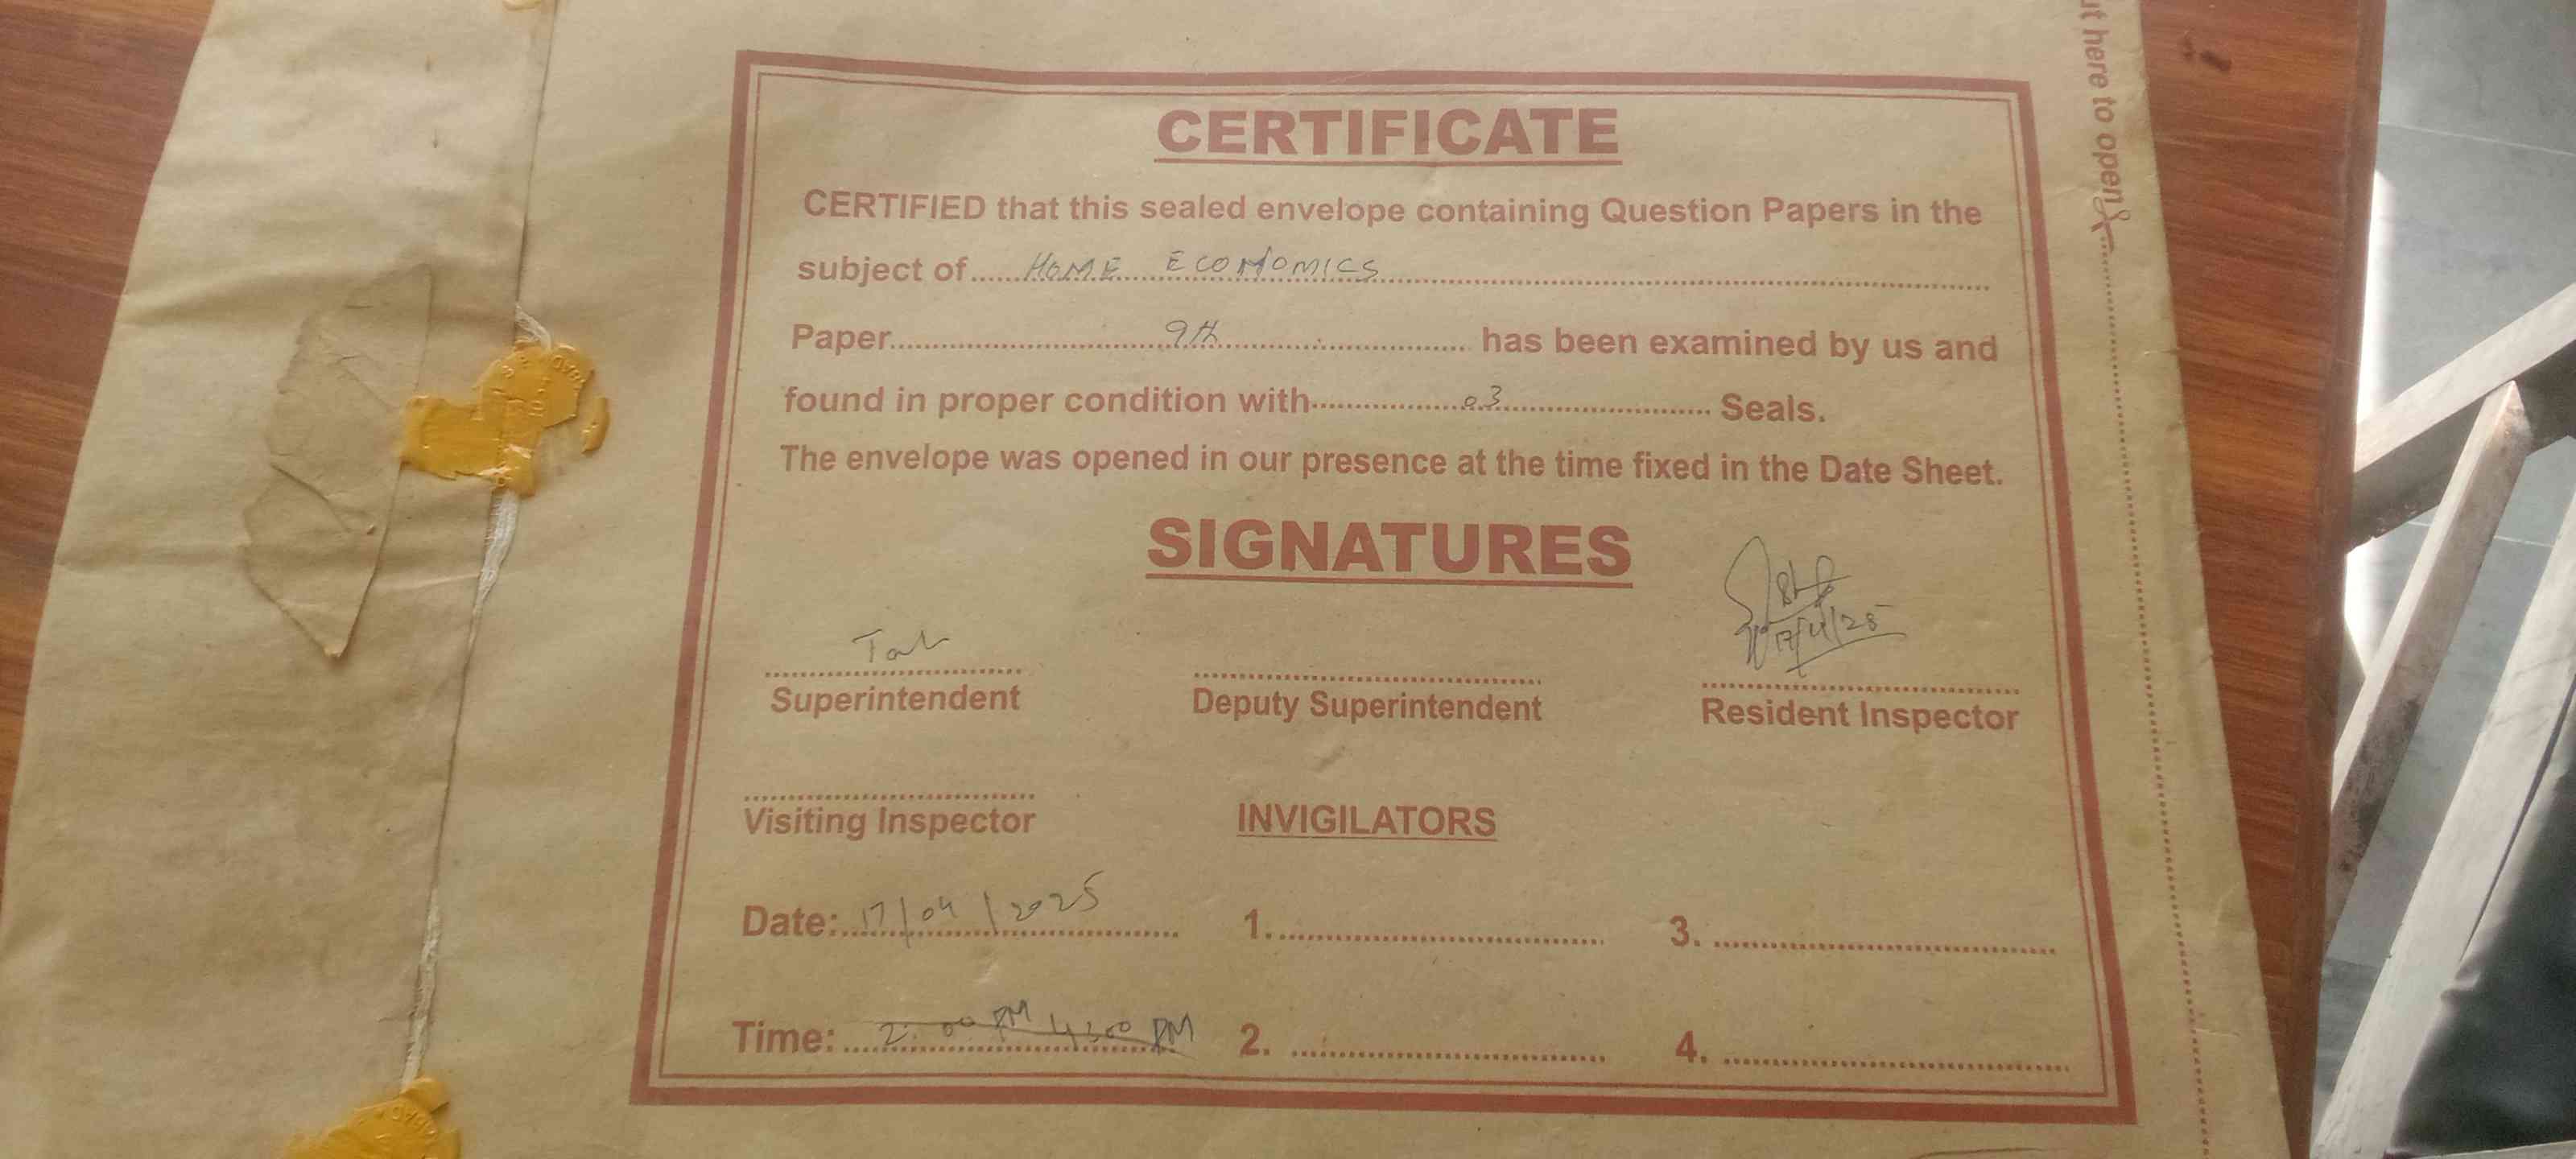 CERTIFICATE
CERTIFIED that this sealed envelope containing Question Papers in the
subject of HOME ECONOMICS
Paper 9th has been examined by us and
found in proper condition with 03 Seals.
The envelope was opened in our presence at the time fixed in the Date Sheet.
SIGNATURES
17/4/25
Superintendent Deputy Superintendent Resident Inspector
Visiting Inspector INVIGILATORS
Date: 17/04/2025 1. 3.
Time: 2:00 PM 4:00 PM 2. 4.
here to open